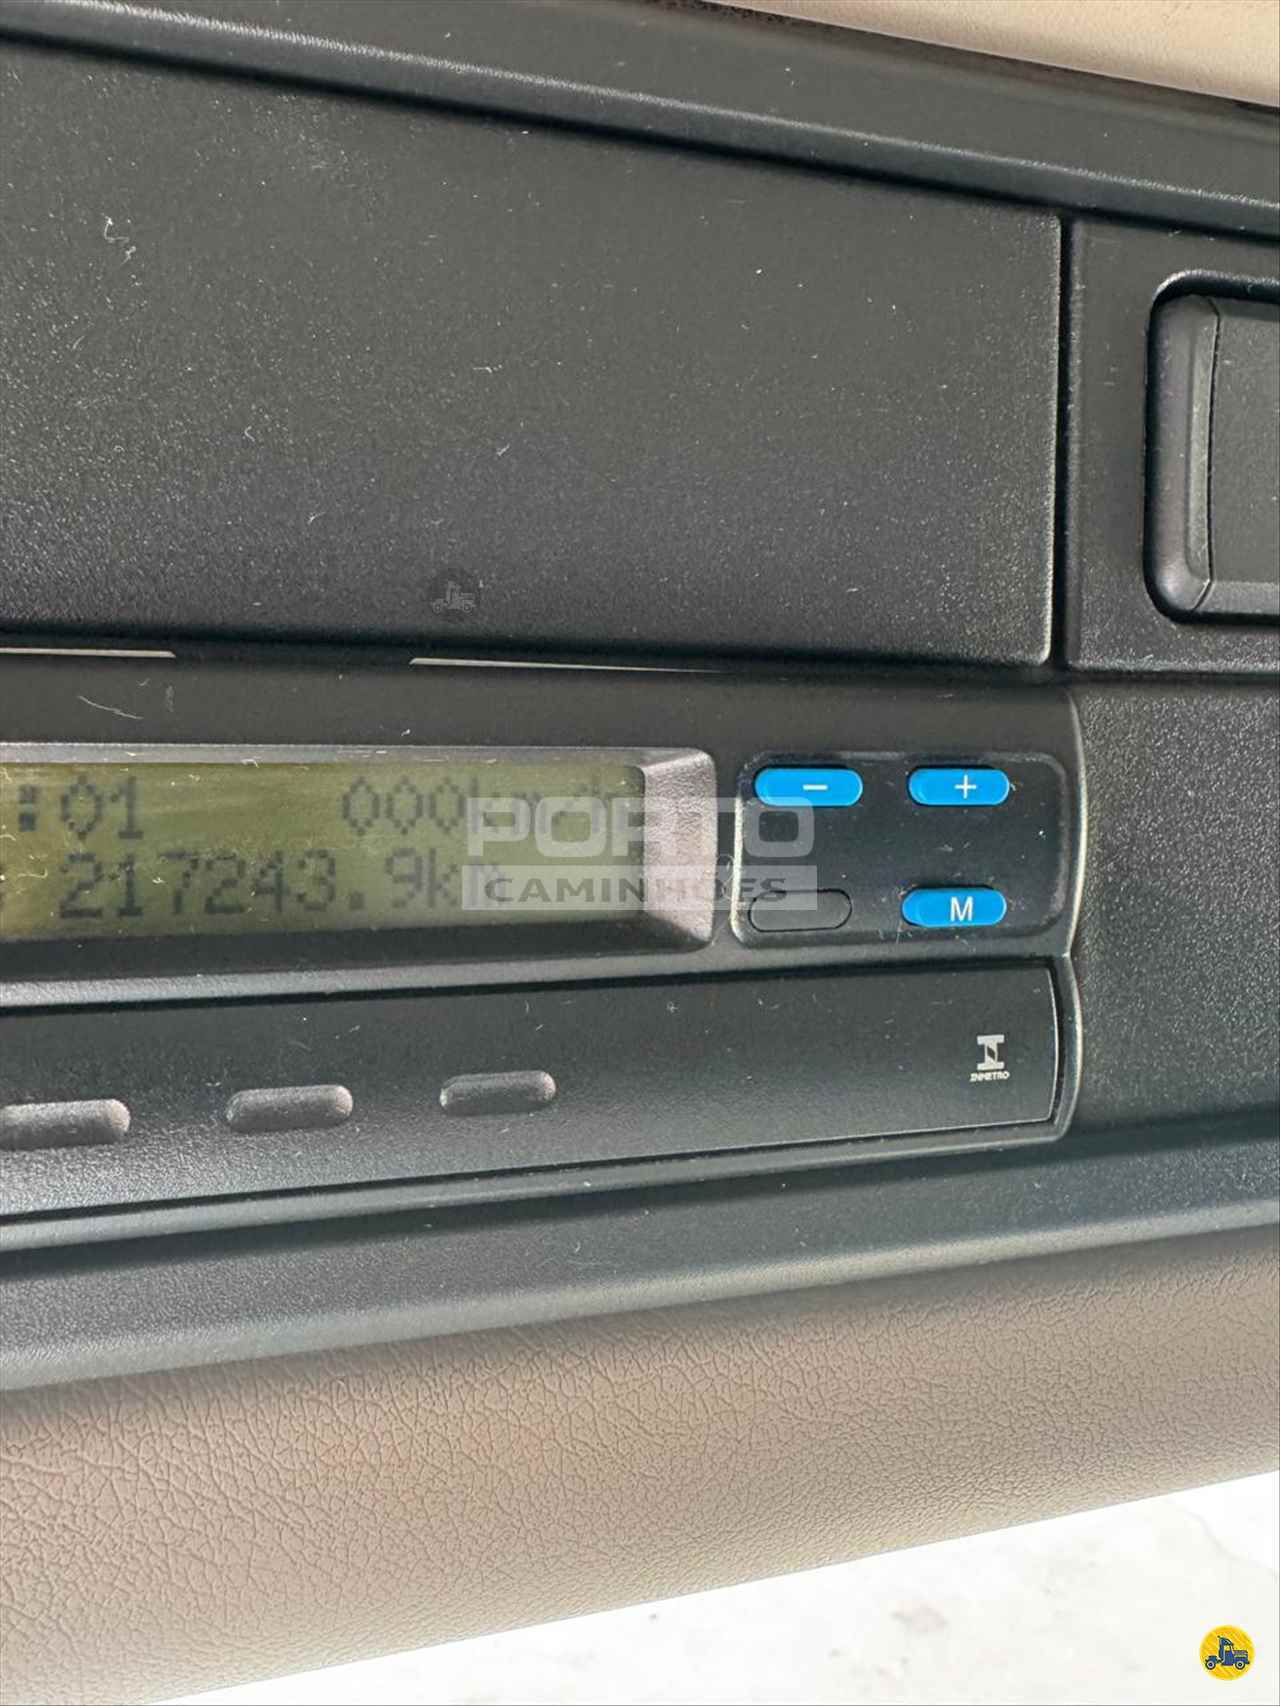 :01 000km/h
217243.9km
PORTO
CAMINHÕES
- +
M
INMETRO